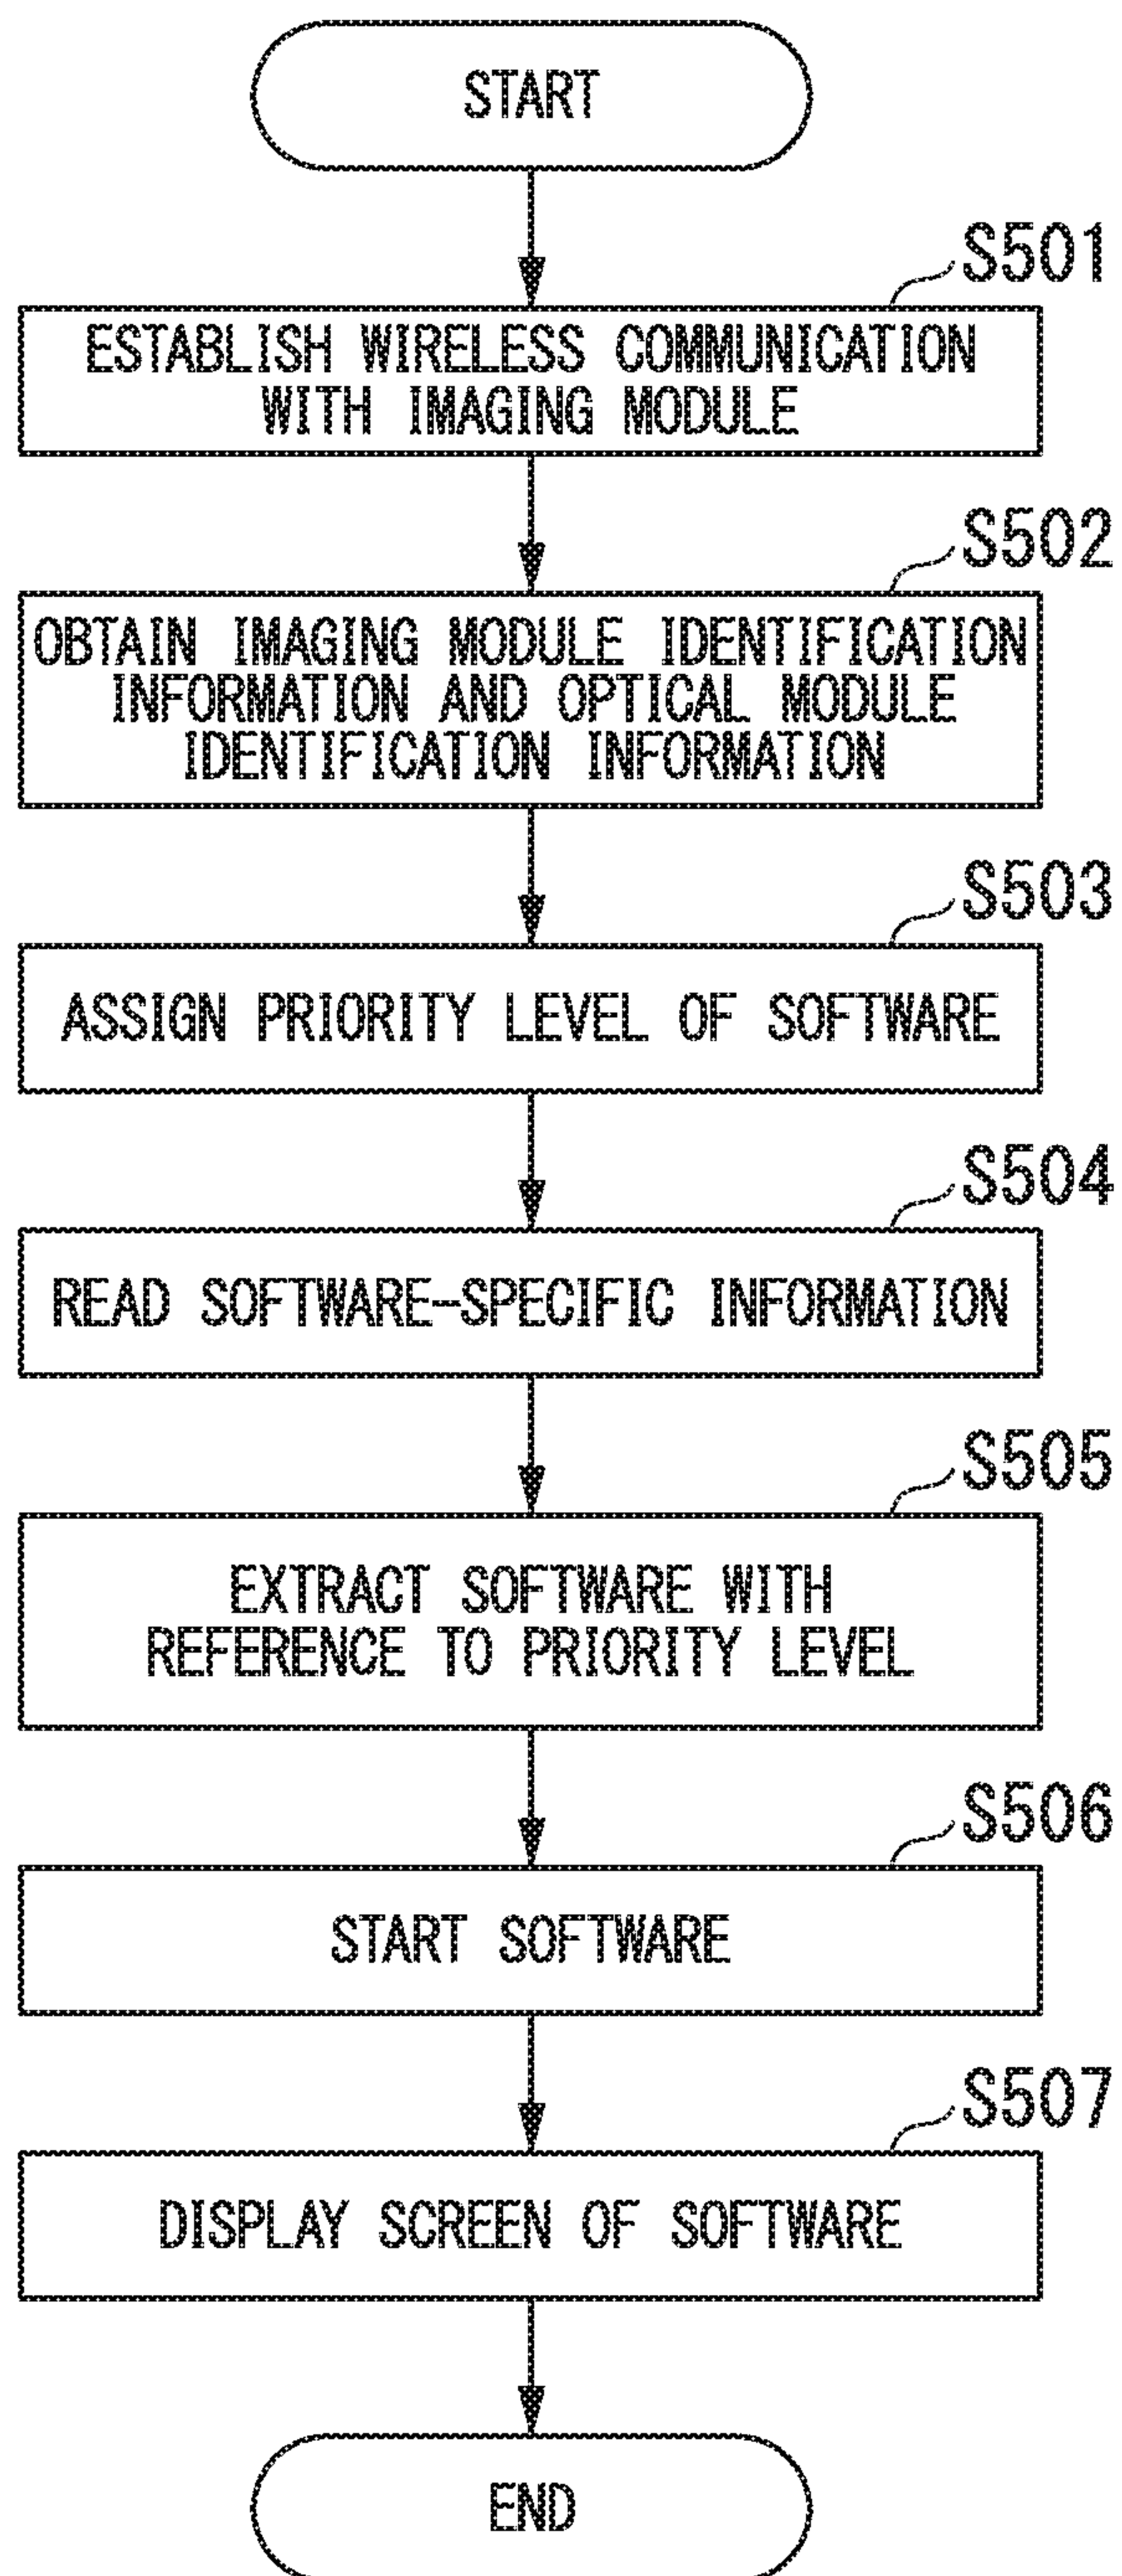 START
S501
ESTABLISH WIRELESS COMMUNICATION
WITH IMAGING MODULE
S502
OBTAIN IMAGING MODULE IDENTIFICATION
INFORMATION AND OPTICAL MODULE
IDENTIFICATION INFORMATION
S503
ASSIGN PRIORITY LEVEL OF SOFTWARE
S504
READ SOFTWARE-SPECIFIC INFORMATION
S505
EXTRACT SOFTWARE WITH
REFERENCE TO PRIORITY LEVEL
S506
START SOFTWARE
S507
DISPLAY SCREEN OF SOFTWARE
END